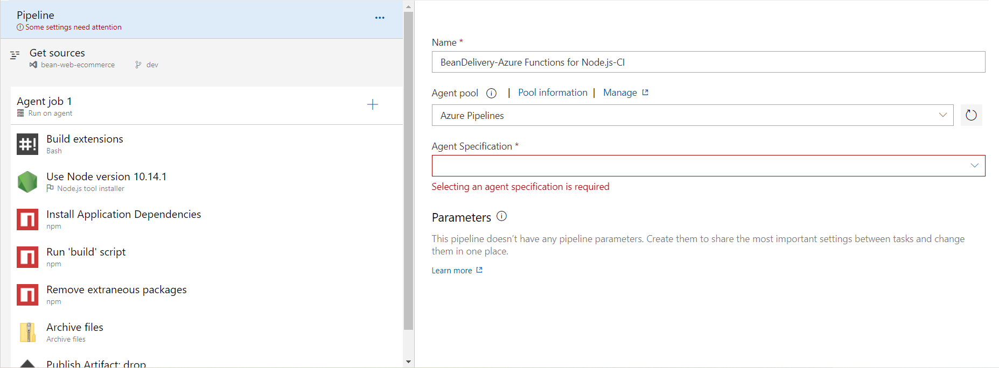 Pipeline
Some settings need attention
Get sources
bean-web-ecommerce dev
Agent job 1
Run on agent
#!
Build extensions
Bash
Use Node version 10.14.1
Node.js tool installer
Install Application Dependencies
npm
Run 'build' script
npm
Remove extraneous packages
npm
Archive files
Archive files
Publish Artifact: drop
Name *
BeanDelivery-Azure Functions for Node.js-CI
Agent pool | Pool information | Manage
Azure Pipelines
Agent Specification *
Selecting an agent specification is required
Parameters
This pipeline doesn't have any pipeline parameters. Create them to share the most important settings between tasks and change
them in one place.
Learn more